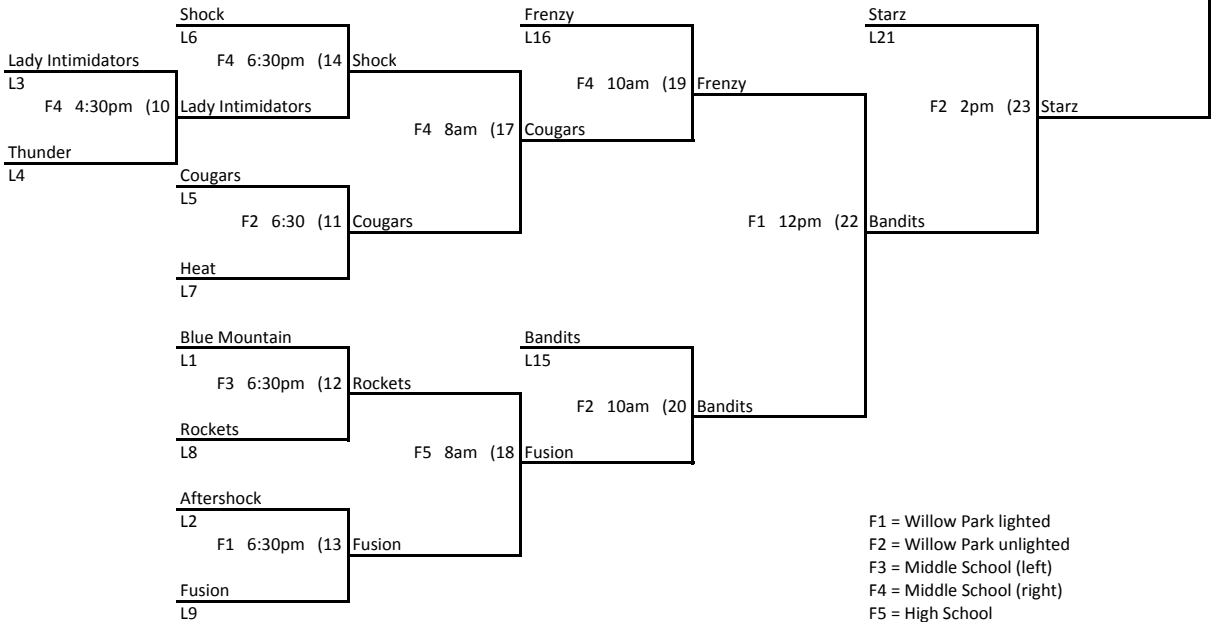 Shock
Frenzy
Starz
L6
L16
L21
Lady Intimidators
F4 6:30pm (14
Shock
L3
F4 10am (19
Frenzy
F4 4:30pm (10
Lady Intimidators
F2 2pm (23
Starz
F4 8am (17
Cougars
Thunder
L4
Cougars
L5
F2 6:30 (11
Cougars
F1 12pm (22
Bandits
Heat
L7
Blue Mountain
Bandits
L1
L15
F3 6:30pm (12
Rockets
F2 10am (20
Bandits
Rockets
L8
F5 8am (18
Fusion
Aftershock
L2
F1 6:30pm (13
Fusion
Fusion
L9
F1 = Willow Park lighted
F2 = Willow Park unlighted
F3 = Middle School (left)
F4 = Middle School (right)
F5 = High School